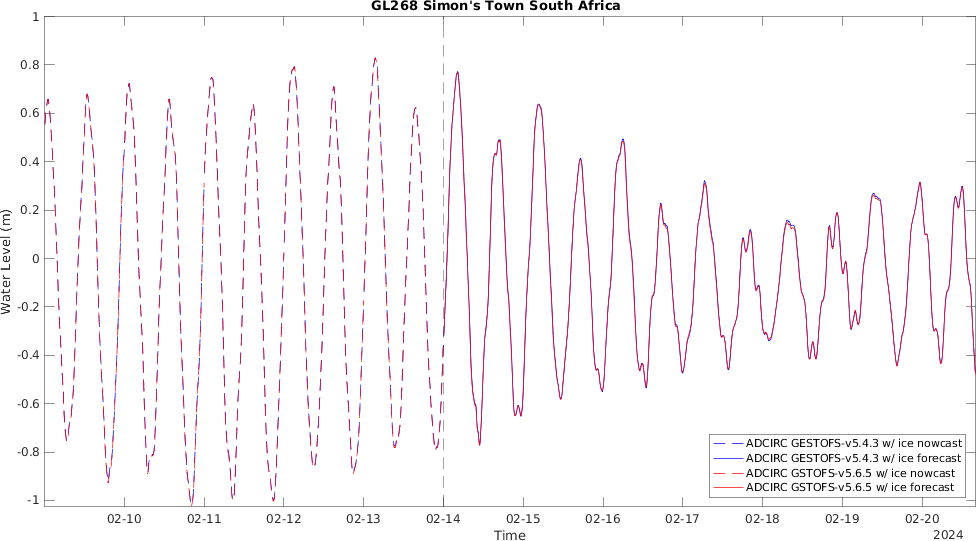 GL268 Simon's Town South Africa
1
0.8
0.6
0.4
0.2
0
-0.2
-0.4
-0.6
-0.8
-1
Water Level (m)
ADCIRC GESTOFS-v5.4.3 w/ ice nowcast
ADCIRC GESTOFS-v5.4.3 w/ ice forecast
ADCIRC GSTOFS-v5.6.5 w/ ice nowcast
ADCIRC GSTOFS-v5.6.5 w/ ice forecast
02-10 02-11 02-12 02-13 02-14 02-15 02-16 02-17 02-18 02-19 02-20
Time
2024